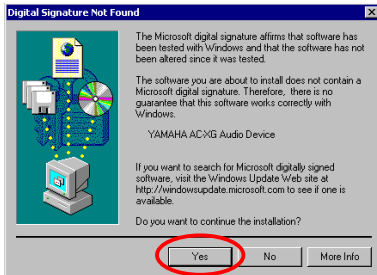 Digital Signature Not Found
The Microsoft digital signature affirms that software has
been tested with Windows and that the software has not
been altered since it was tested.
The software you are about to install does not contain a
Microsoft digital signature. Therefore, there is no
guarantee that this software works correctly with
Windows.
YAMAHA AC-XG Audio Device
If you want to search for Microsoft digitally signed
software, visit the Windows Update Web site at
http://windowsupdate.microsoft.com to see if one is
available.
Do you want to continue the installation?
Yes No More Info